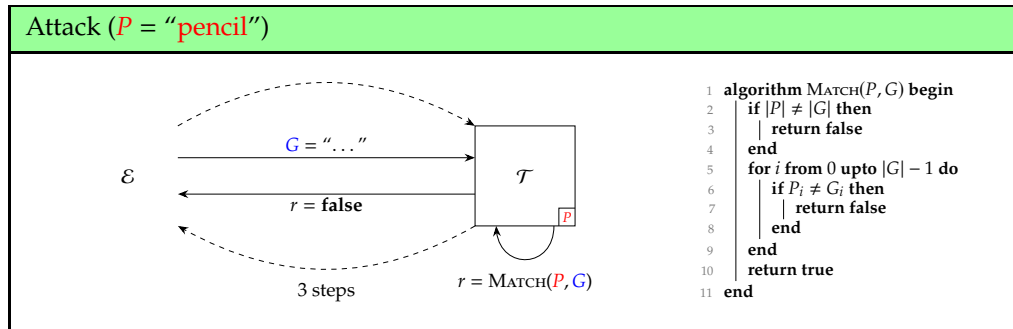 Attack (P = “pencil”)
G = “. . . ”
ℰ
𝒯
r = false
P
3 steps
r = Match(P, G)
1 algorithm Match(P, G) begin
2 if |P| ≠ |G| then
3 return false
4 end
5 for i from 0 upto |G| − 1 do
6 if Pᵢ ≠ Gᵢ then
7 return false
8 end
9 end
10 return true
11 end